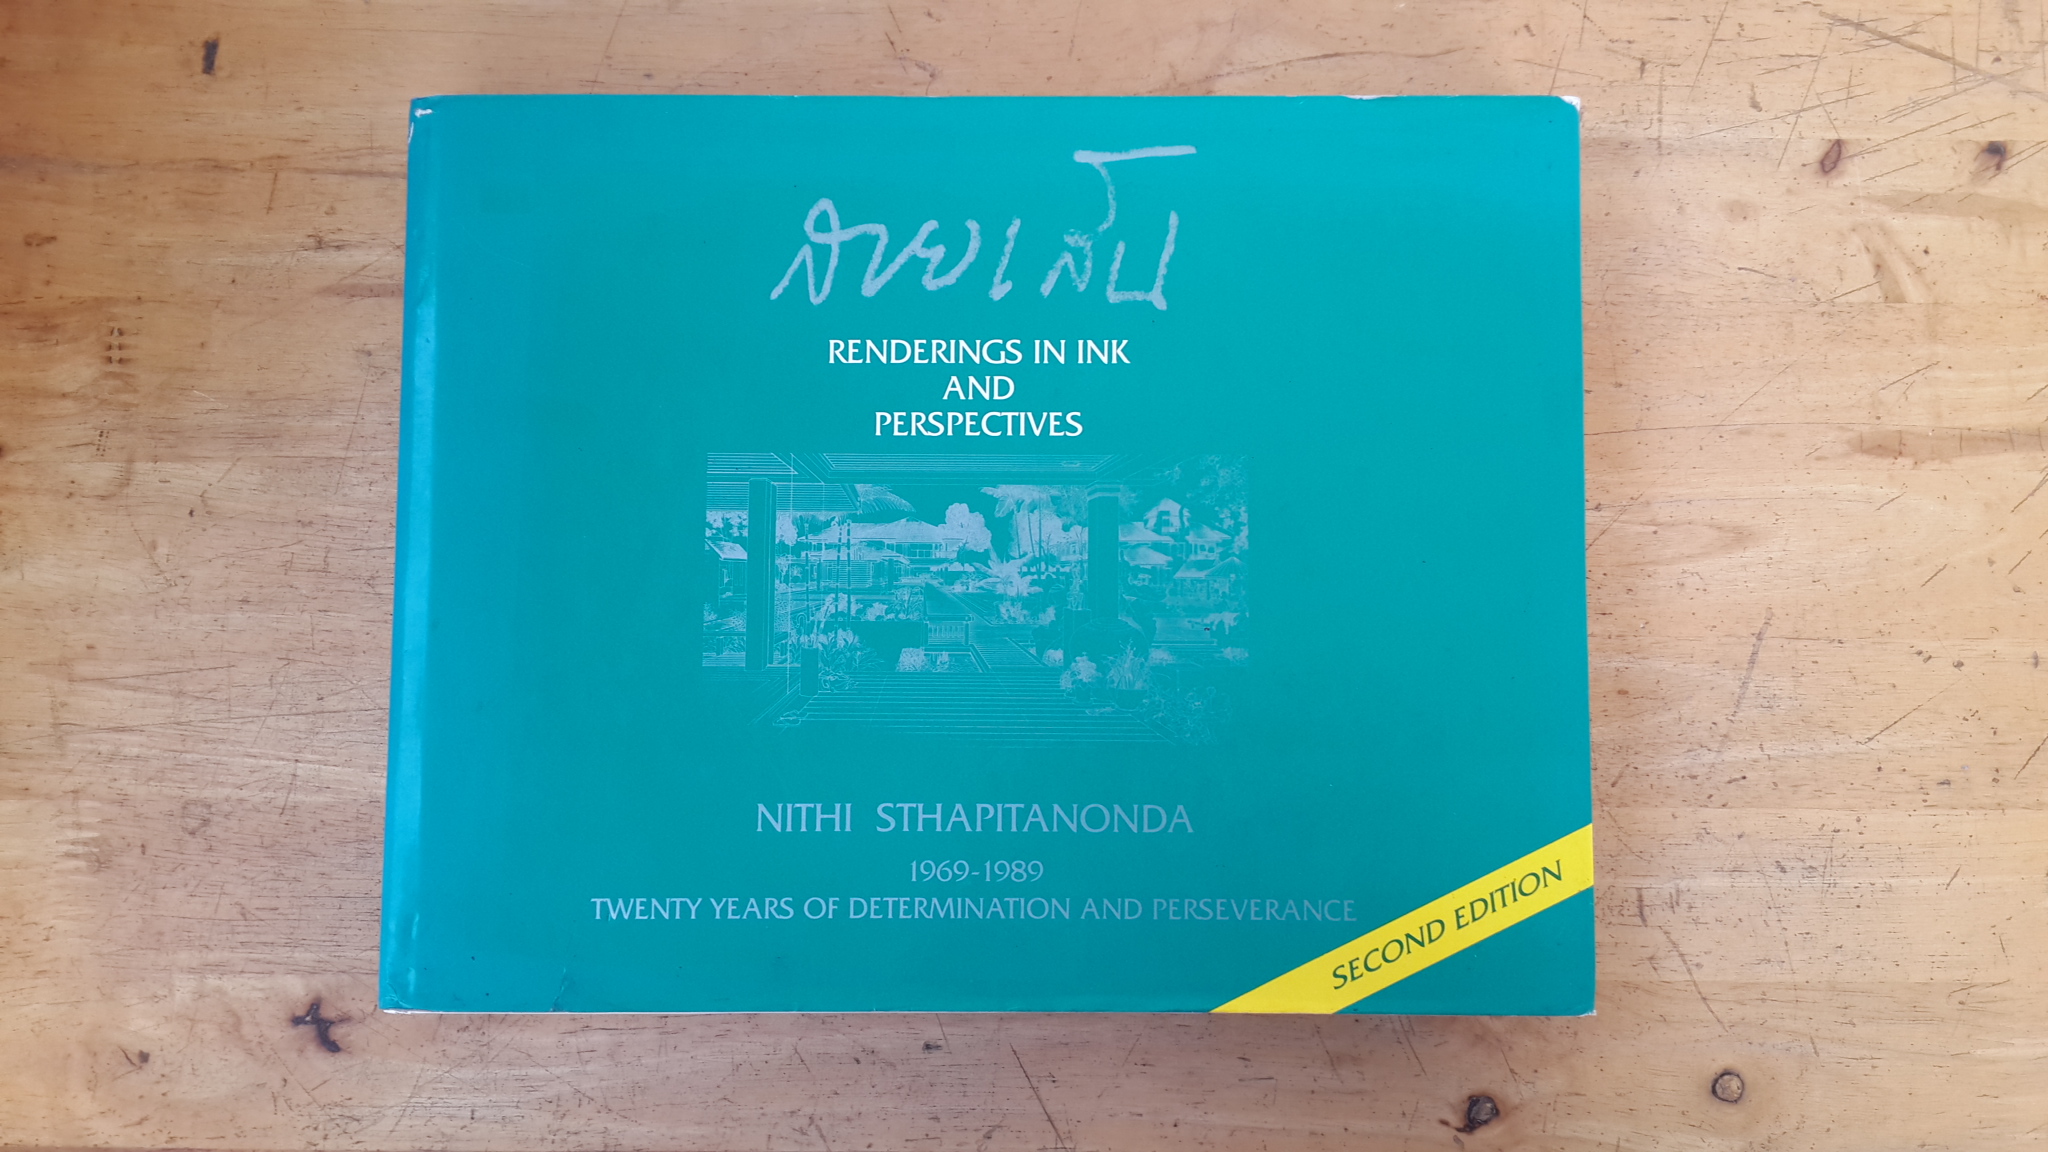 ลายเส้น
RENDERINGS IN INK
AND
PERSPECTIVES
NITHI STHAPITANONDA
1969-1989
TWENTY YEARS OF DETERMINATION AND PERSEVERANCE
SECOND EDITION